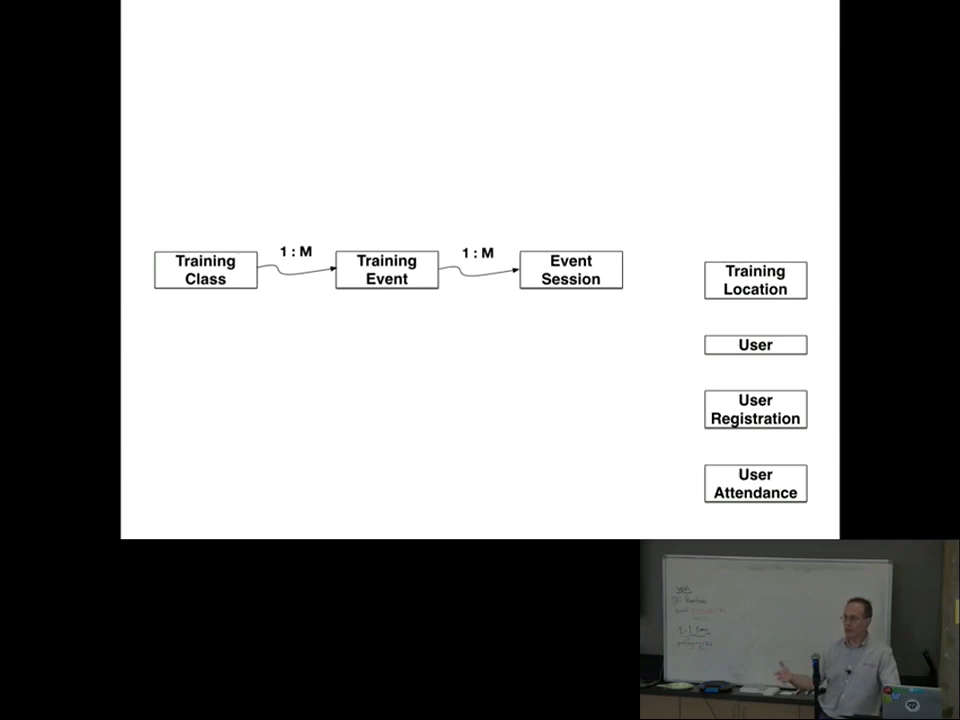 1 : M
1 : M
Training
Class
Training
Event
Event
Session
Training
Location
User
User
Registration
User
Attendance